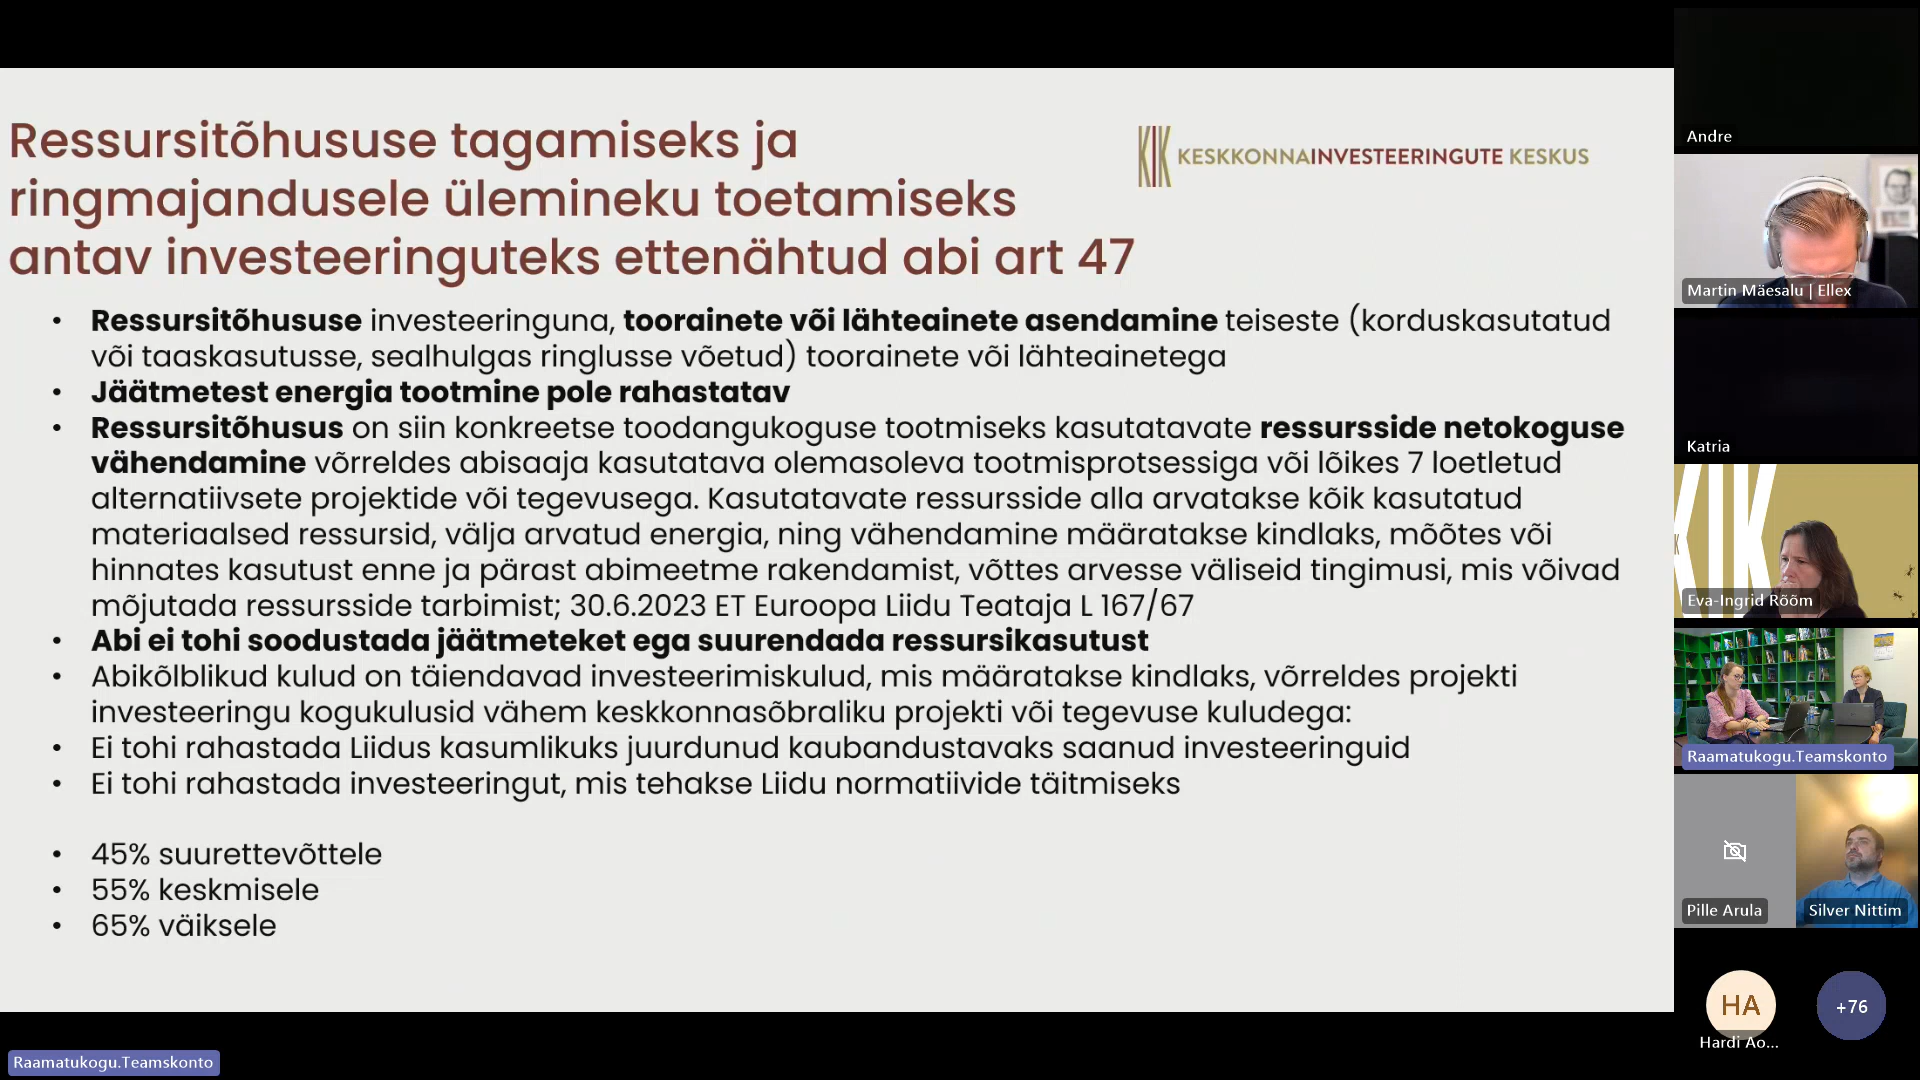 Ressursitõhususe tagamiseks ja
ringmajandusele ülemineku toetamiseks
antav investeeringuteks ettenähtud abi art 47
KESKKONNAINVESTEERINGUTE KESKUS
• Ressursitõhususe investeeringuna, toorainete või lähteainete asendamine teiseste (korduskasutatud
või taaskasutusse, sealhulgas ringlusse võetud) toorainete või lähteainetega
• Jäätmetest energia tootmine pole rahastatav
• Ressursitõhusus on siin konkreetse toodangukoguse tootmiseks kasutatavate ressursside netokoguse
vähendamine võrreldes abisaaja kasutatava olemasoleva tootmisprotsessiga või lõikes 7 loetletud
alternatiivsete projektide või tegevusega. Kasutatavate ressursside alla arvatakse kõik kasutatud
materiaalsed ressursid, välja arvatud energia, ning vähendamine määratakse kindlaks, mõõtes või
hinnates kasutust enne ja pärast abimeetme rakendamist, võttes arvesse väliseid tingimusi, mis võivad
mõjutada ressursside tarbimist; 30.6.2023 ET Euroopa Liidu Teataja L 167/67
• Abi ei tohi soodustada jäätmeteket ega suurendada ressursikasutust
• Abikõlblikud kulud on täiendavad investeerimiskulud, mis määratakse kindlaks, võrreldes projekti
investeeringu kogukulusid vähem keskkonnasõbraliku projekti või tegevuse kuludega:
• Ei tohi rahastada Liidus kasumlikuks juurdunud kaubandustavaks saanud investeeringuid
• Ei tohi rahastada investeeringut, mis tehakse Liidu normatiivide täitmiseks
• 45% suurettevõttele
• 55% keskmisele
• 65% väiksele
Raamatukogu.Teamskonto
Andre
Martin Mäesalu | Ellex
Katria
KIK
Eva-Ingrid Rõõm
Raamatukogu.Teamskonto
Pille Arula
Silver Nittim
HA
Hardi Ao...
+76